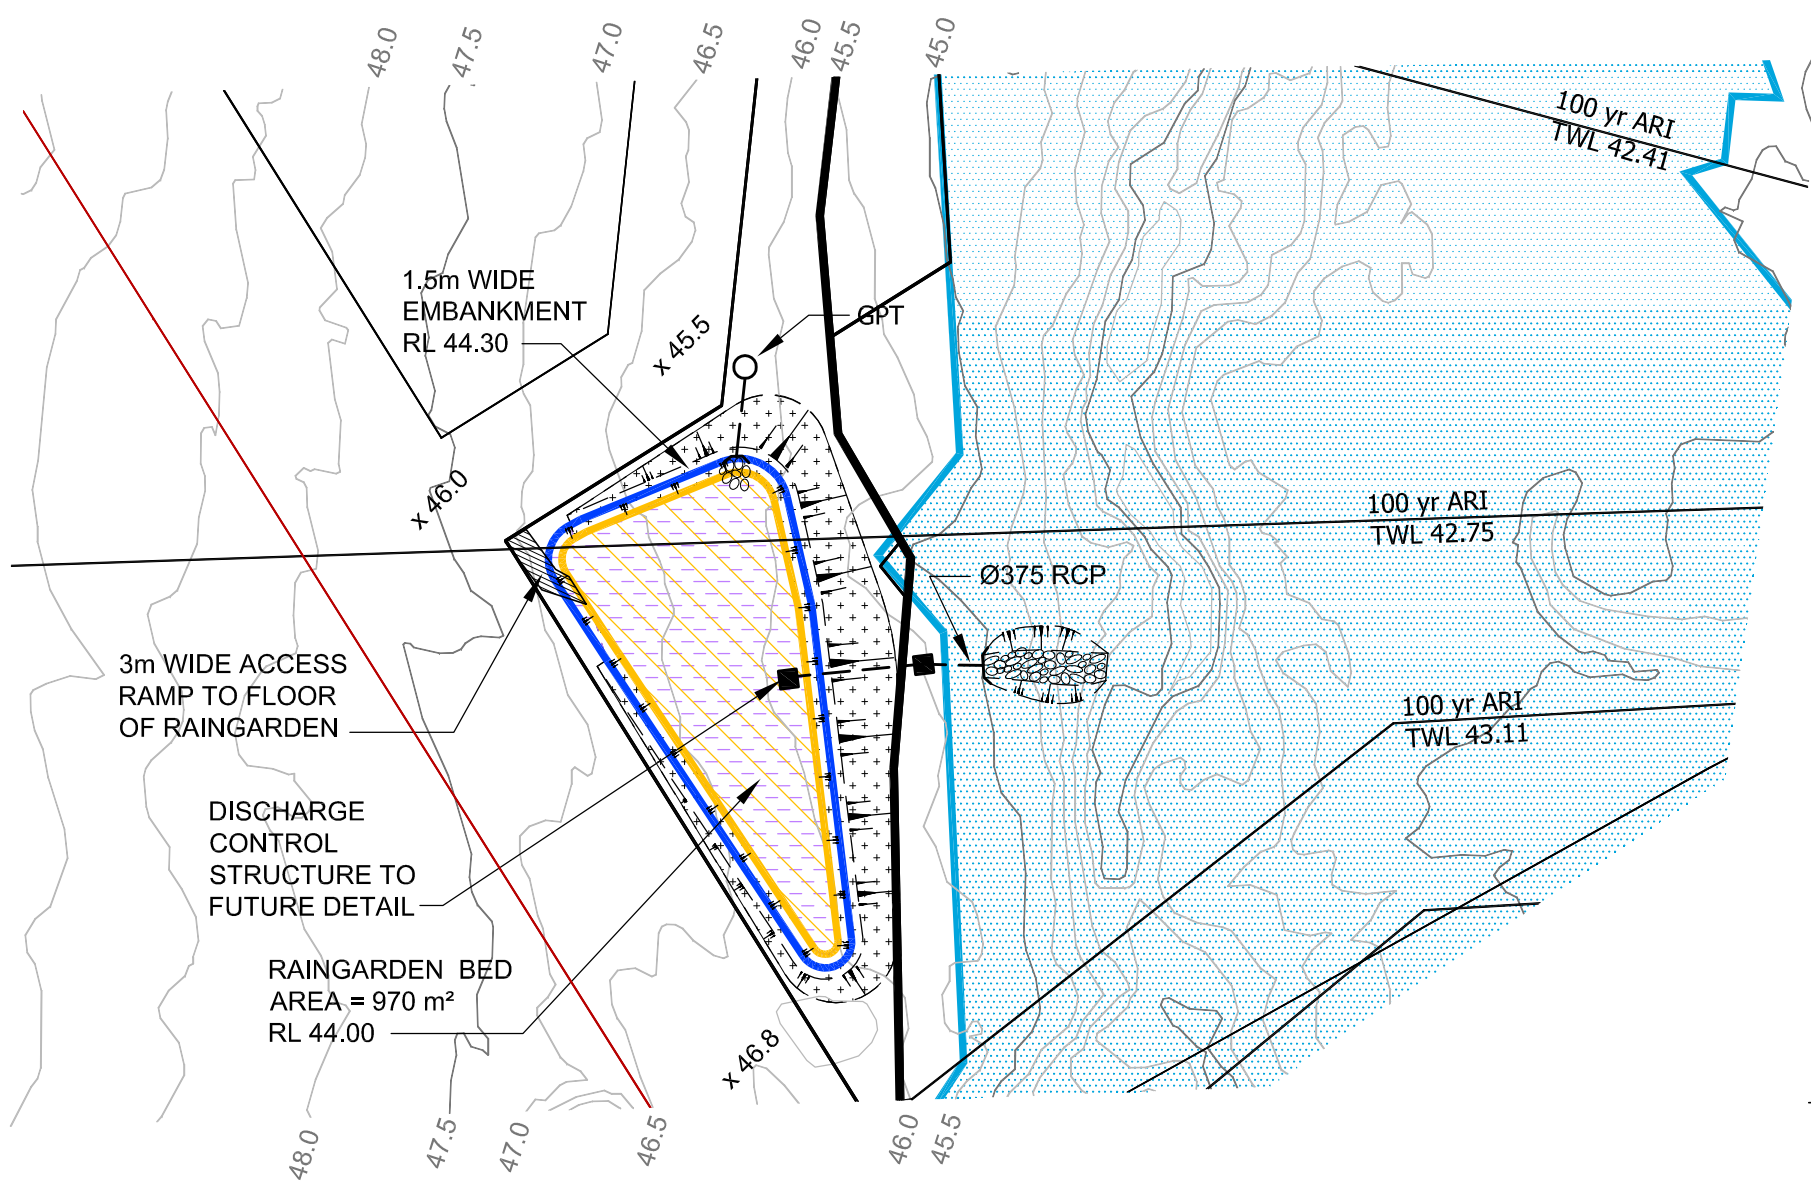 48.0
47.5
47.0
46.5
46.0
45.5
45.0
100 yr ARI
TWL 42.41
1.5m WIDE
EMBANKMENT
RL 44.30
x 45.5
GPT
x 46.0
100 yr ARI
TWL 42.75
Ø375 RCP
3m WIDE ACCESS
RAMP TO FLOOR
OF RAINGARDEN
100 yr ARI
TWL 43.11
DISCHARGE
CONTROL
STRUCTURE TO
FUTURE DETAIL
RAINGARDEN BED
AREA = 970 m²
RL 44.00
x 46.8
48.0
47.5
47.0
46.5
46.0
45.5